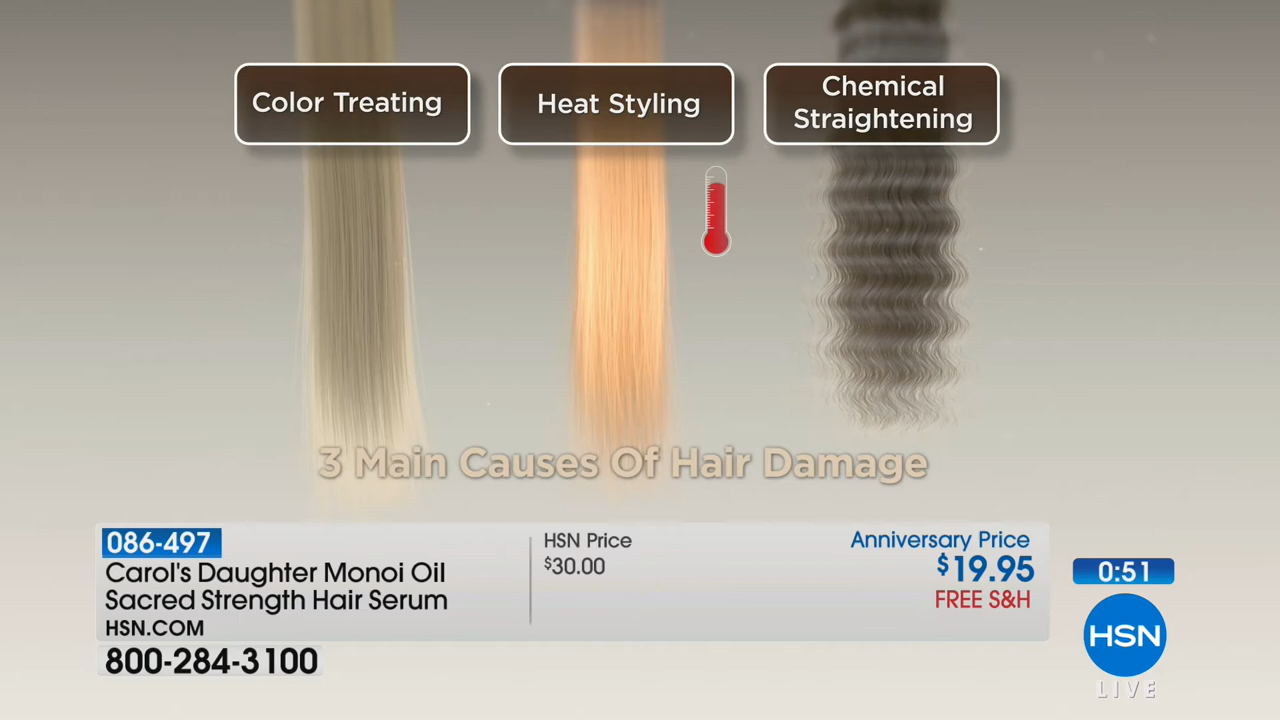 Color Treating
Heat Styling
Chemical
Straightening
3 Main Causes Of Hair Damage
086-497
Carol's Daughter Monoi Oil
Sacred Strength Hair Serum
HSN.COM
800-284-3100
HSN Price
$30.00
Anniversary Price
$19.95
FREE S&H
0:51
HSN
LIVE